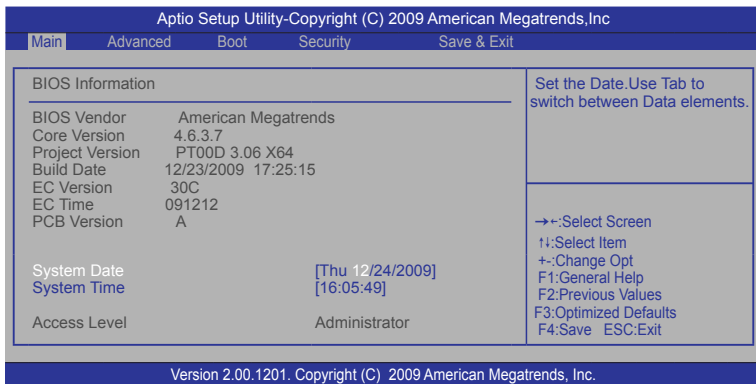 Aptio Setup Utility-Copyright (C) 2009 American Megatrends,Inc
Main Advanced Boot Security Save & Exit
BIOS Information
BIOS Vendor American Megatrends
Core Version 4.6.3.7
Project Version PT00D 3.06 X64
Build Date 12/23/2009 17:25:15
EC Version 30C
EC Time 091212
PCB Version A
System Date [Thu 12/24/2009]
System Time [16:05:49]
Access Level Administrator
Set the Date.Use Tab to
switch between Data elements.
→←:Select Screen
↑↓:Select Item
+-:Change Opt
F1:General Help
F2:Previous Values
F3:Optimized Defaults
F4:Save ESC:Exit
Version 2.00.1201. Copyright (C) 2009 American Megatrends, Inc.